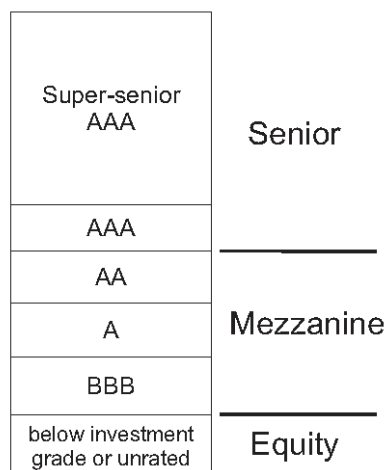 Super-senior
AAA
Senior
AAA
AA
A
Mezzanine
BBB
below investment
grade or unrated
Equity